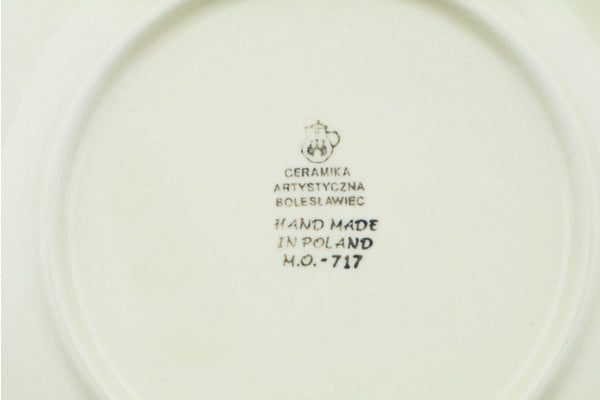 CERAMIKA
ARTYSTYCZNA
BOLESŁAWIEC
HAND MADE
IN POLAND
M.O.-717